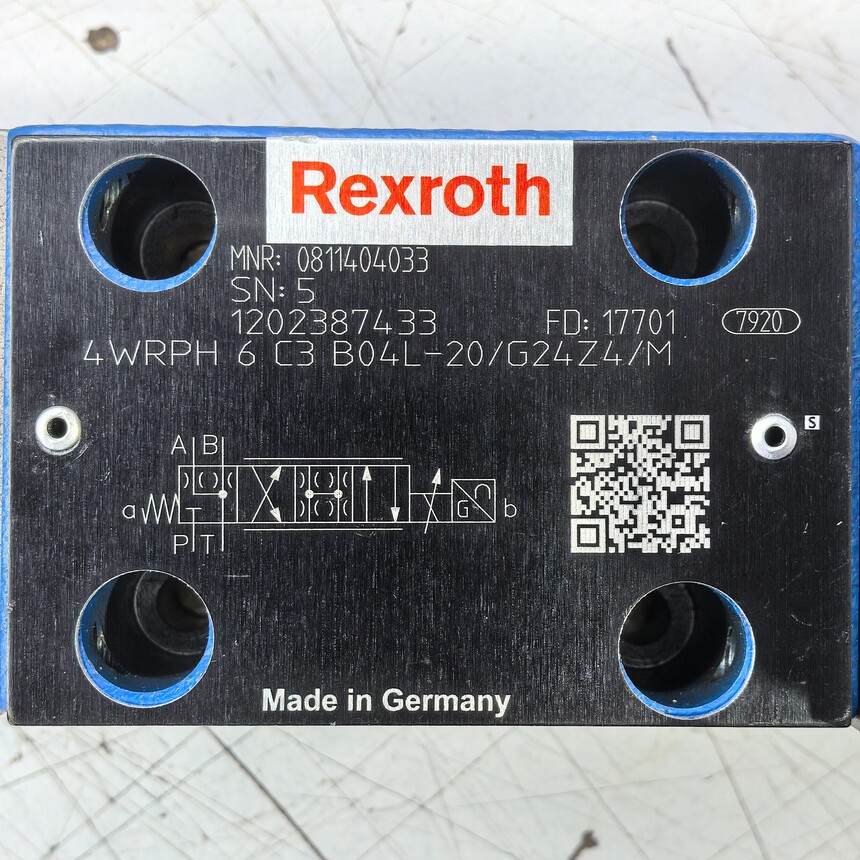 Rexroth
MNR: 0811404033
SN: 5
1202387433 FD: 17701 7920
4WRPH 6 C3 B04L-20/G24Z4/M
S
A B
a G b
P T
Made in Germany